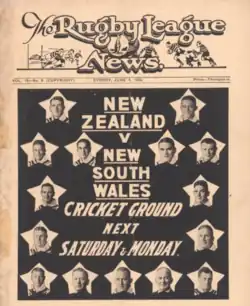 The Rugby League
News.
NEW
ZEALAND
V
NEW
SOUTH
WALES
CRICKET GROUND
NEXT
SATURDAY & MONDAY.